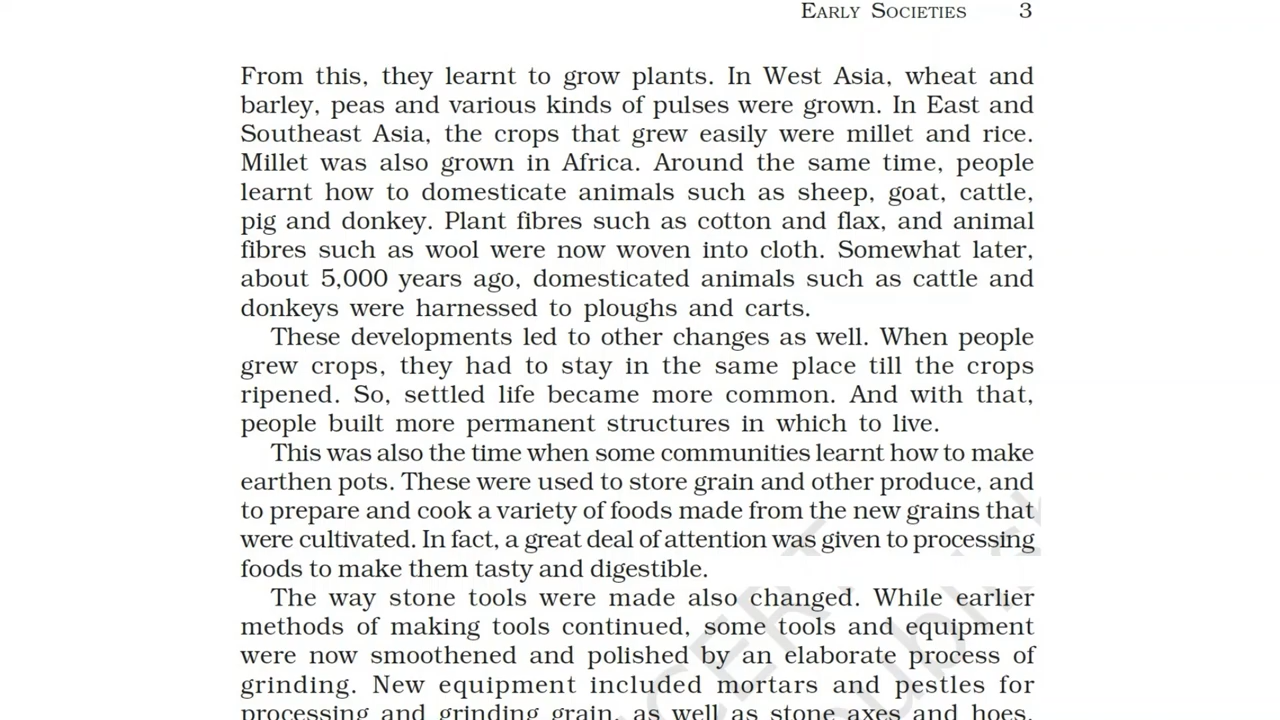 EARLY SOCIETIES 3
From this, they learnt to grow plants. In West Asia, wheat and
barley, peas and various kinds of pulses were grown. In East and
Southeast Asia, the crops that grew easily were millet and rice.
Millet was also grown in Africa. Around the same time, people
learnt how to domesticate animals such as sheep, goat, cattle,
pig and donkey. Plant fibres such as cotton and flax, and animal
fibres such as wool were now woven into cloth. Somewhat later,
about 5,000 years ago, domesticated animals such as cattle and
donkeys were harnessed to ploughs and carts.
These developments led to other changes as well. When people
grew crops, they had to stay in the same place till the crops
ripened. So, settled life became more common. And with that,
people built more permanent structures in which to live.
This was also the time when some communities learnt how to make
earthen pots. These were used to store grain and other produce, and
to prepare and cook a variety of foods made from the new grains that
were cultivated. In fact, a great deal of attention was given to processing
foods to make them tasty and digestible.
The way stone tools were made also changed. While earlier
methods of making tools continued, some tools and equipment
were now smoothened and polished by an elaborate process of
grinding. New equipment included mortars and pestles for
processing and grinding grain, as well as stone axes and hoes,